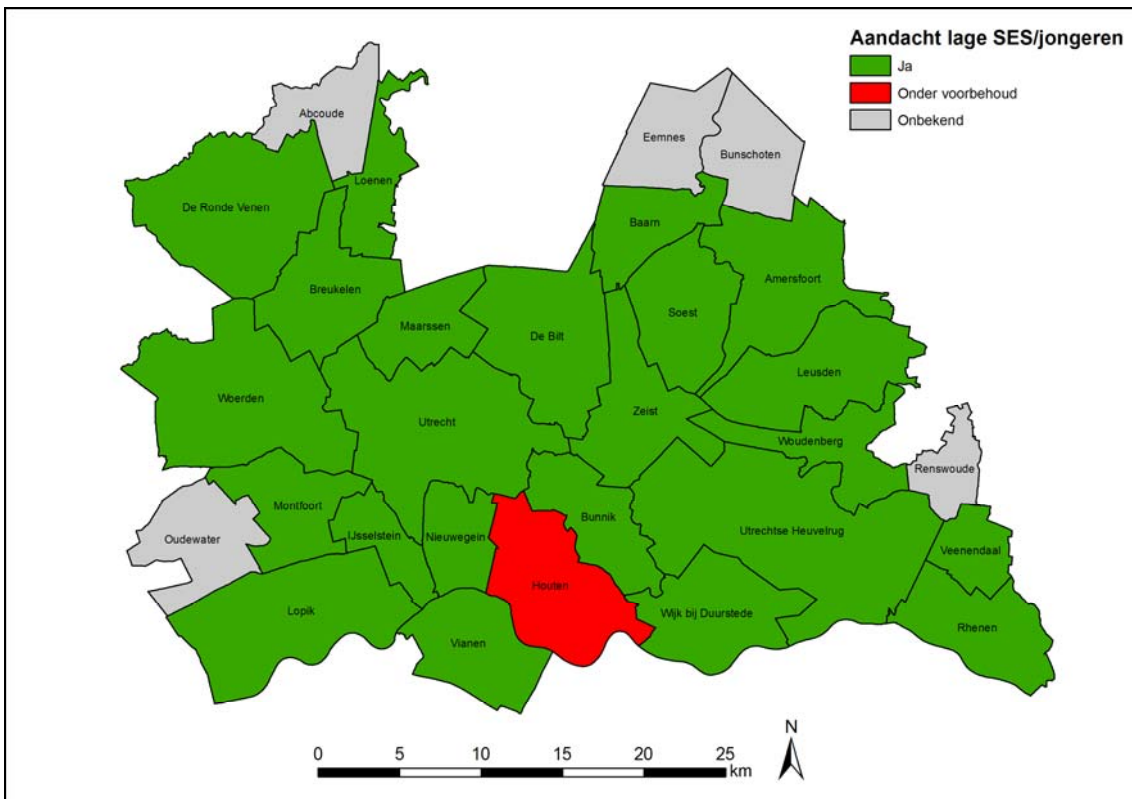 Aandacht lage SES/jongeren
Ja
Onder voorbehoud
Onbekend
Abcoude
Eemnes
Bunschoten
Loenen
De Ronde Venen
Baarn
Amersfoort
Breukelen
Soest
Maarssen
De Bilt
Leusden
Woerden
Zeist
Utrecht
Woudenberg
Renswoude
Montfoort
Bunnik
Utrechtse Heuvelrug
IJsselstein
Nieuwegein
Oudewater
Veenendaal
Houten
Lopik
Wijk bij Duurstede
Rhenen
Vianen
N
0 5 10 15 20 25
km